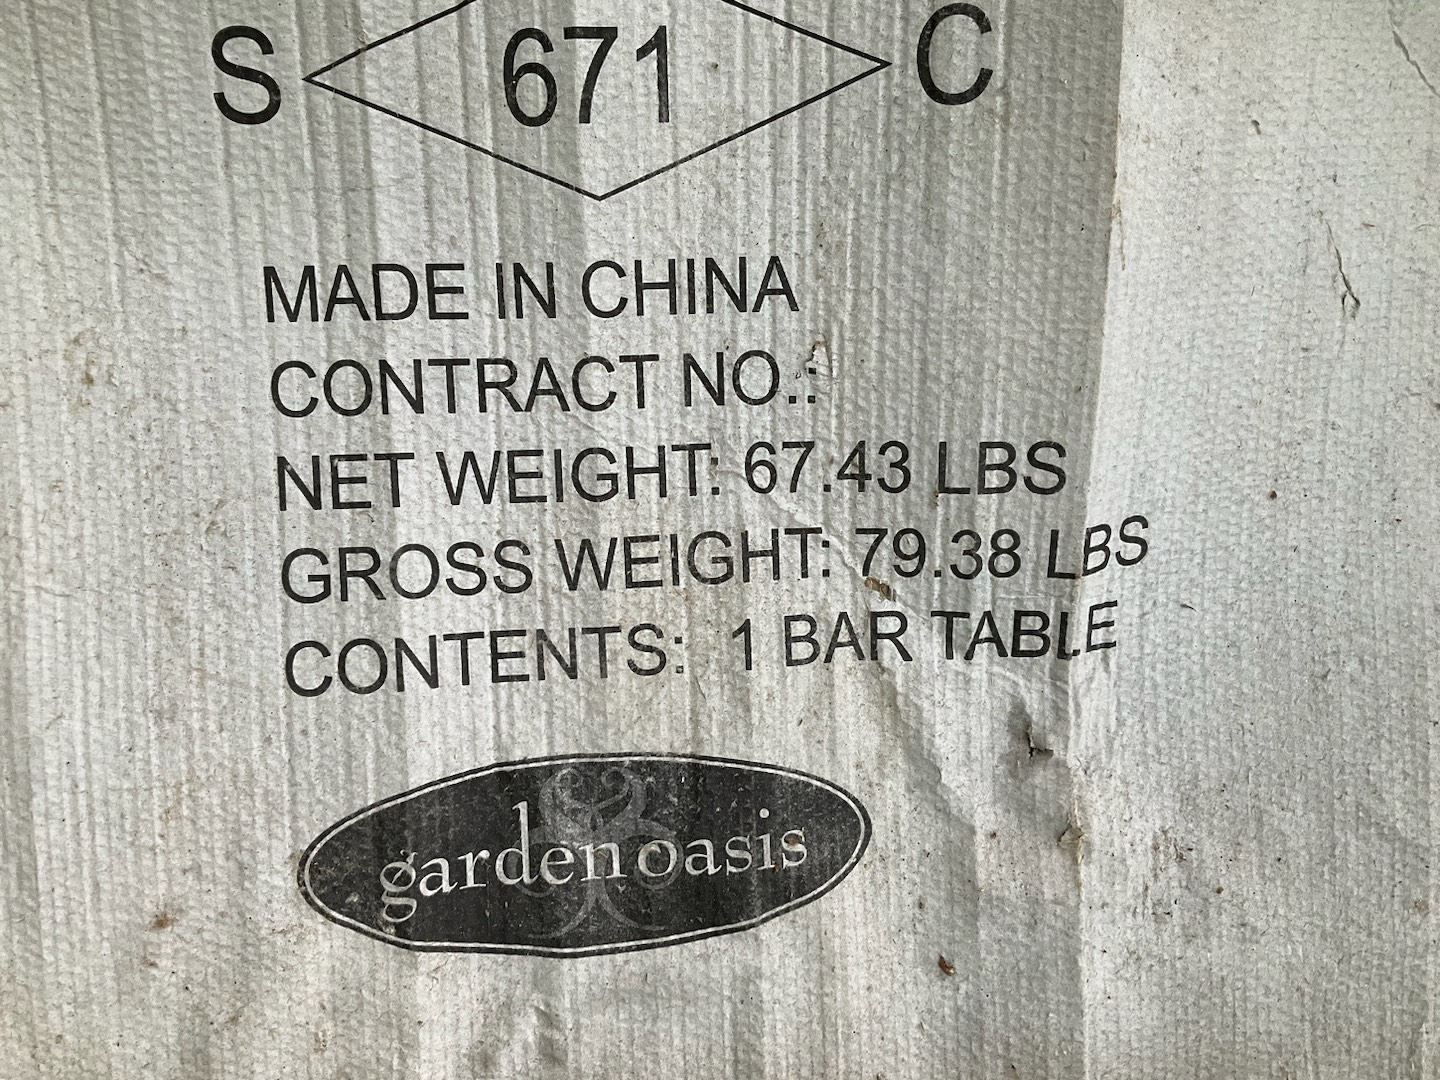 S 671 C
MADE IN CHINA
CONTRACT NO.:
NET WEIGHT: 67.43 LBS
GROSS WEIGHT: 79.38 LBS
CONTENTS: 1 BAR TABLE
garden oasis